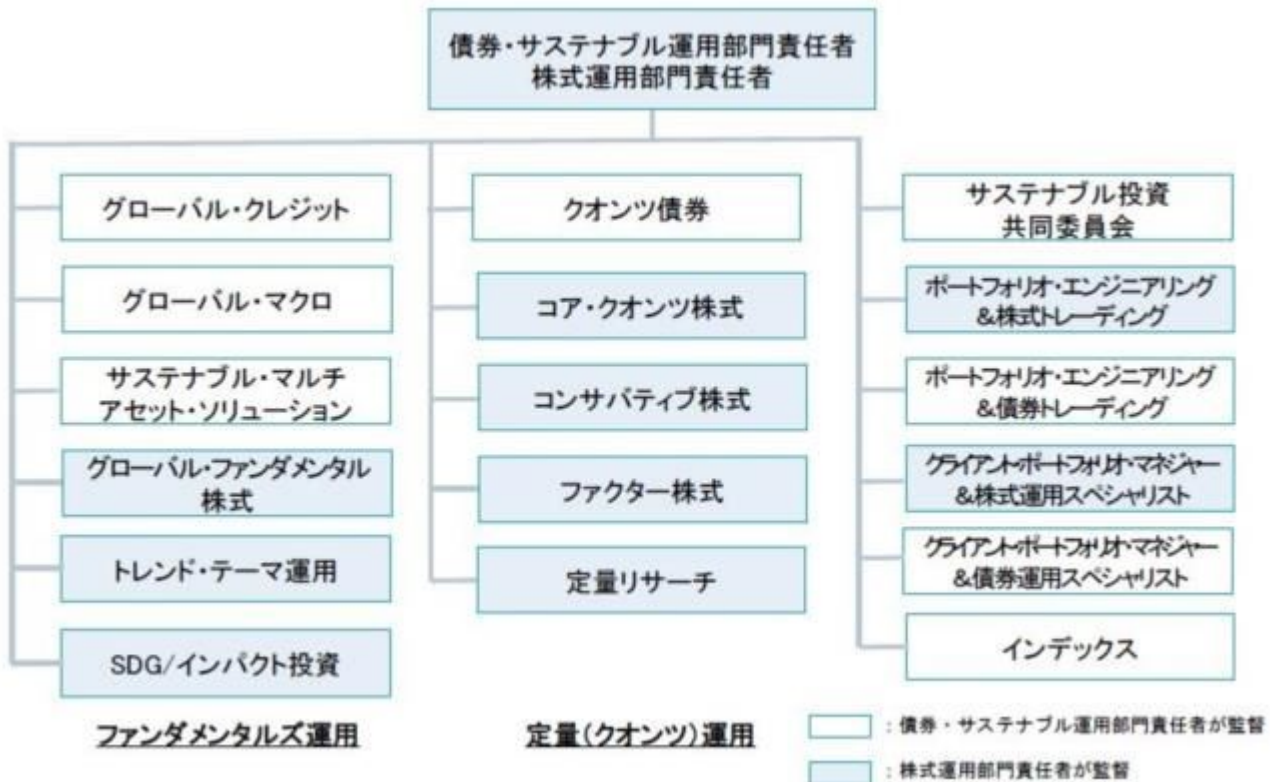 債券・サステナブル運用部門責任者
株式運用部門責任者
グローバル・クレジット
グローバル・マクロ
サステナブル・マルチ
アセット・ソリューション
グローバル・ファンダメンタル
株式
トレンド・テーマ運用
SDG/インパクト投資
ファンダメンタルズ運用
クオンツ債券
コア・クオンツ株式
コンサバティブ株式
ファクター株式
定量リサーチ
定量(クオンツ)運用
サステナブル投資
共同委員会
ポートフォリオ・エンジニアリング
&株式トレーディング
ポートフォリオ・エンジニアリング
&債券トレーディング
クライアント・ポートフォリオ・マネジャー
&株式運用スペシャリスト
クライアント・ポートフォリオ・マネジャー
&債券運用スペシャリスト
インデックス
:債券・サステナブル運用部門責任者が監督
:株式運用部門責任者が監督